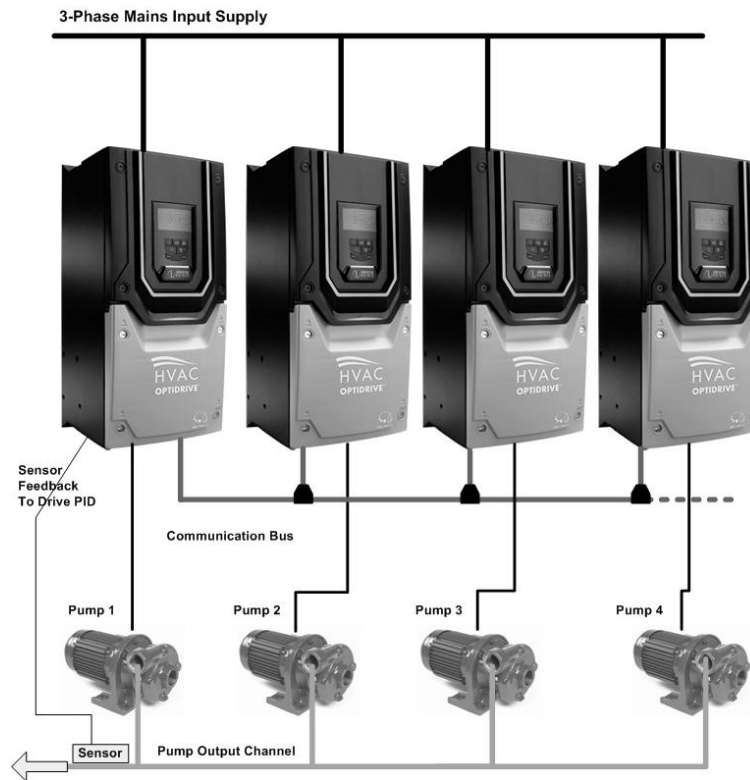 3-Phase Mains Input Supply
HVAC
OPTIDRIVE
HVAC
OPTIDRIVE
HVAC
OPTIDRIVE
HVAC
OPTIDRIVE
Sensor
Feedback
To Drive PID
Communication Bus
Pump 1
Pump 2
Pump 3
Pump 4
Sensor
Pump Output Channel